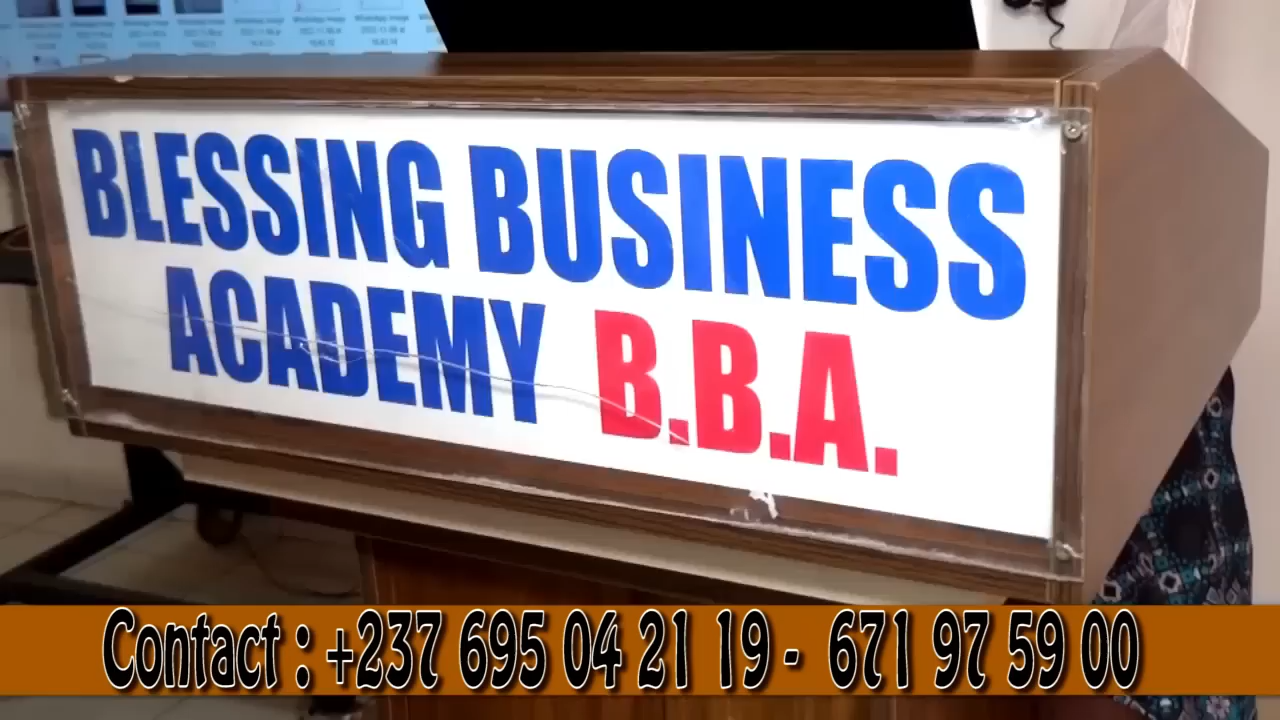 BLESSING BUSINESS
ACADEMY B.B.A.
Contact : +237 695 04 21 19 - 671 97 59 00